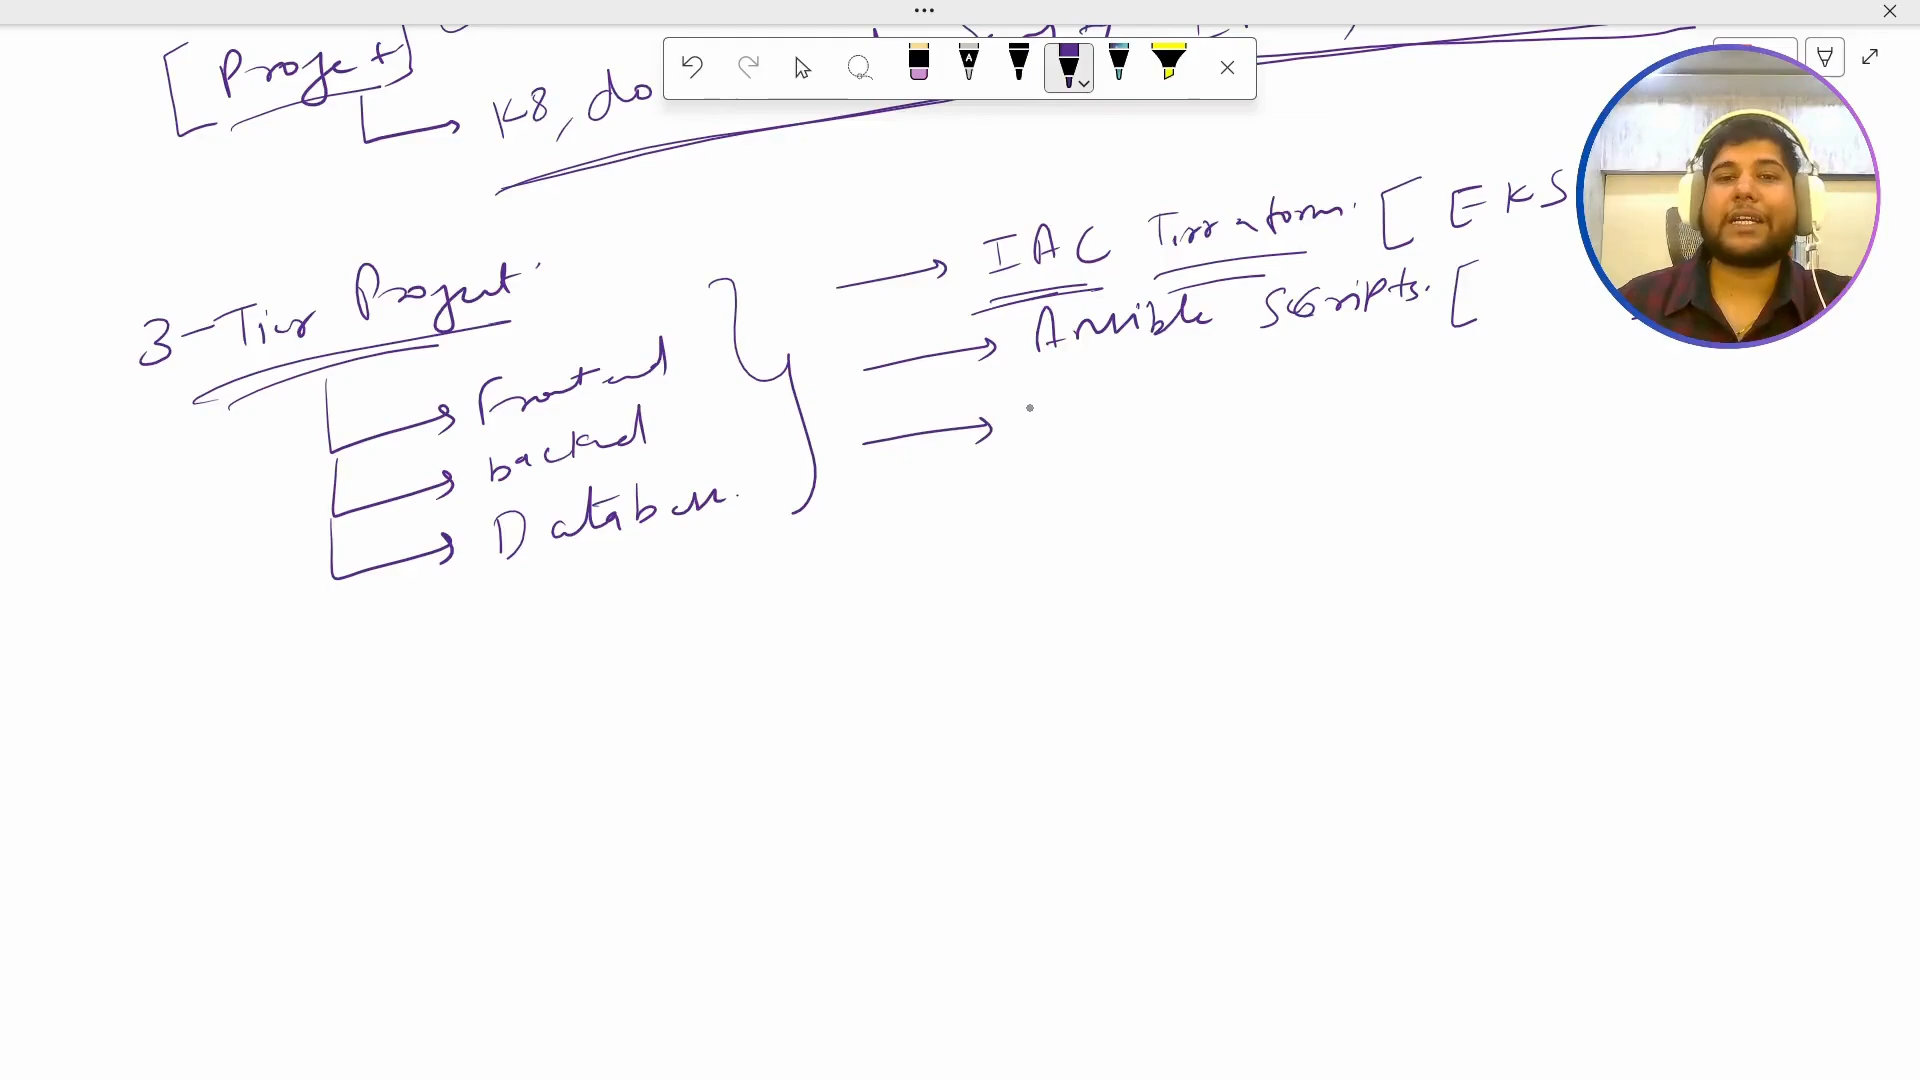 [Project]
K8, do
3-Tier Project.
Frontend
backend
Database.
IAC Terraform. [ EKS
Ansible Scripts. [